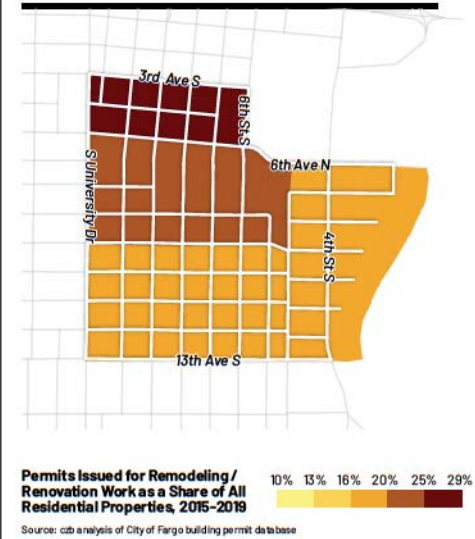 3rd Ave S
6th St S
6th Ave N
S University Dr
4th St S
13th Ave S
Permits Issued for Remodeling /
Renovation Work as a Share of All
Residential Properties, 2015-2019
10% 13% 16% 20% 25% 29%
Source: czb analysis of City of Fargo building permit database